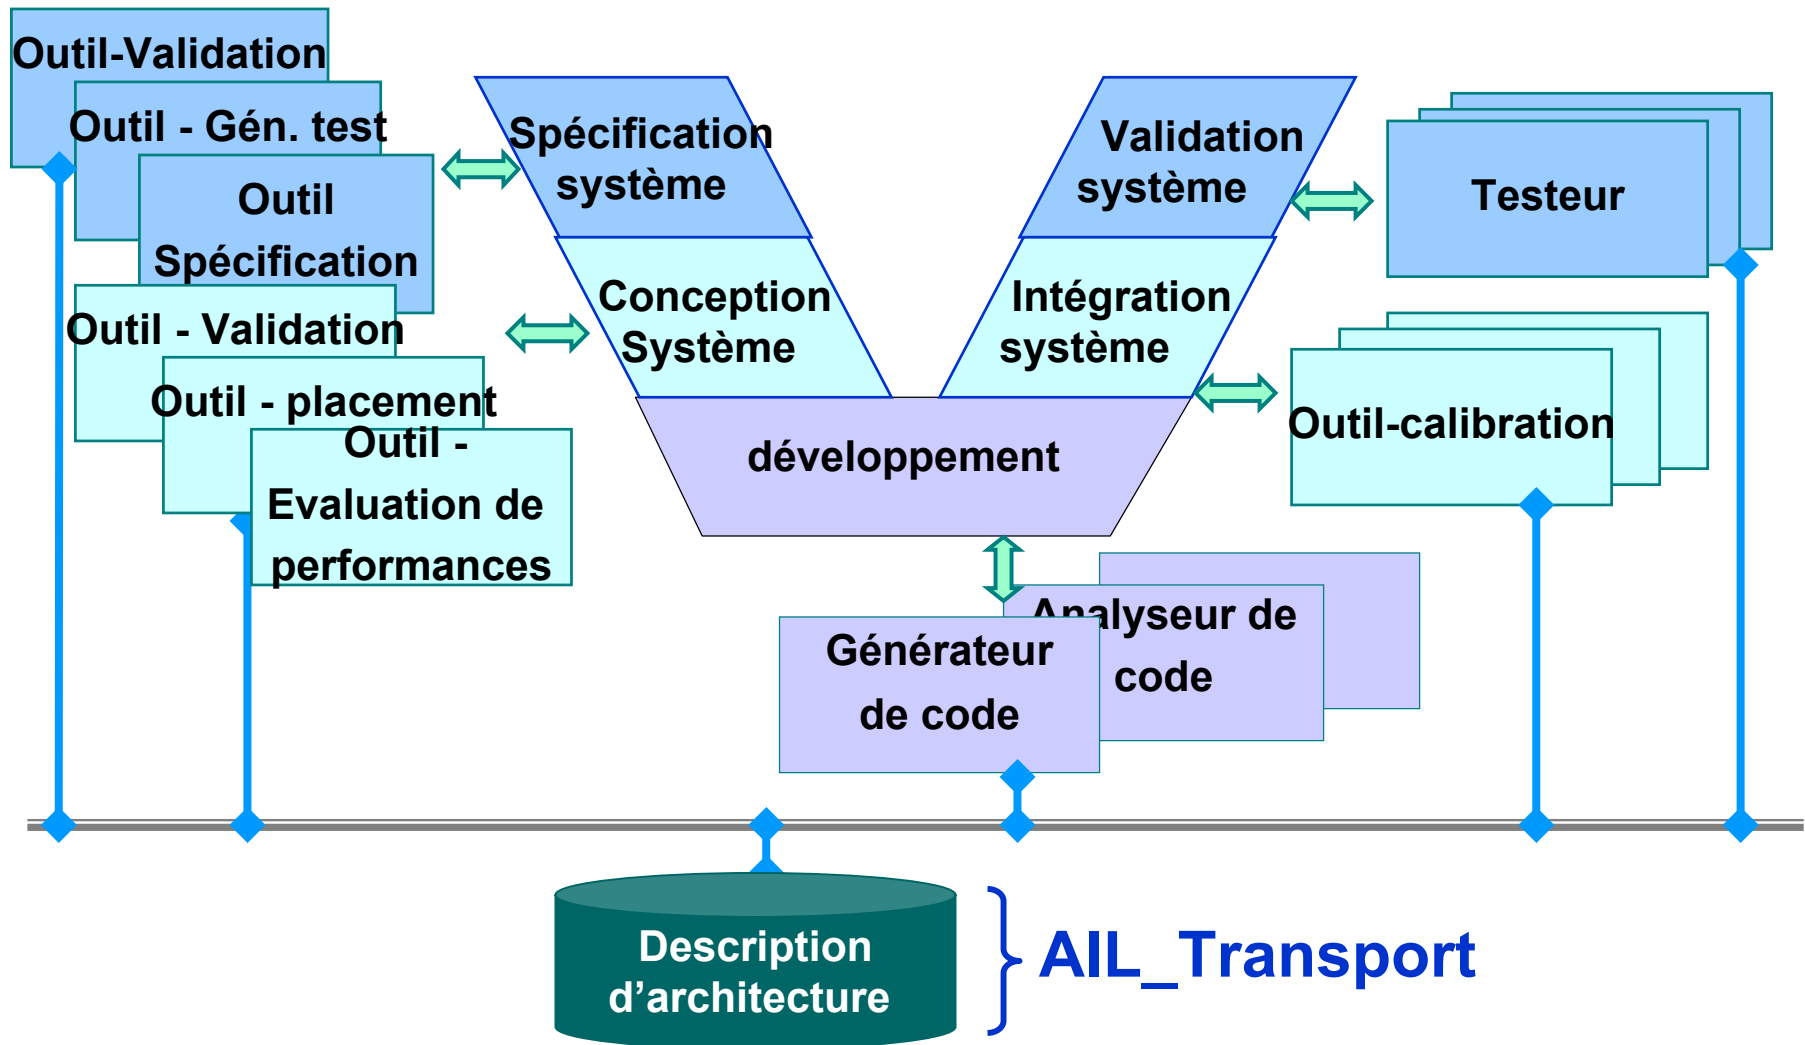 Outil-Validation
Outil - Gén. test
Outil
Spécification
Outil - Validation
Outil - placement
Outil -
Evaluation de
performances
Spécification
système
Conception
Système
développement
Validation
système
Intégration
système
Testeur
Outil-calibration
Analyseur de
code
Générateur
de code
Description
d’architecture
AIL_Transport